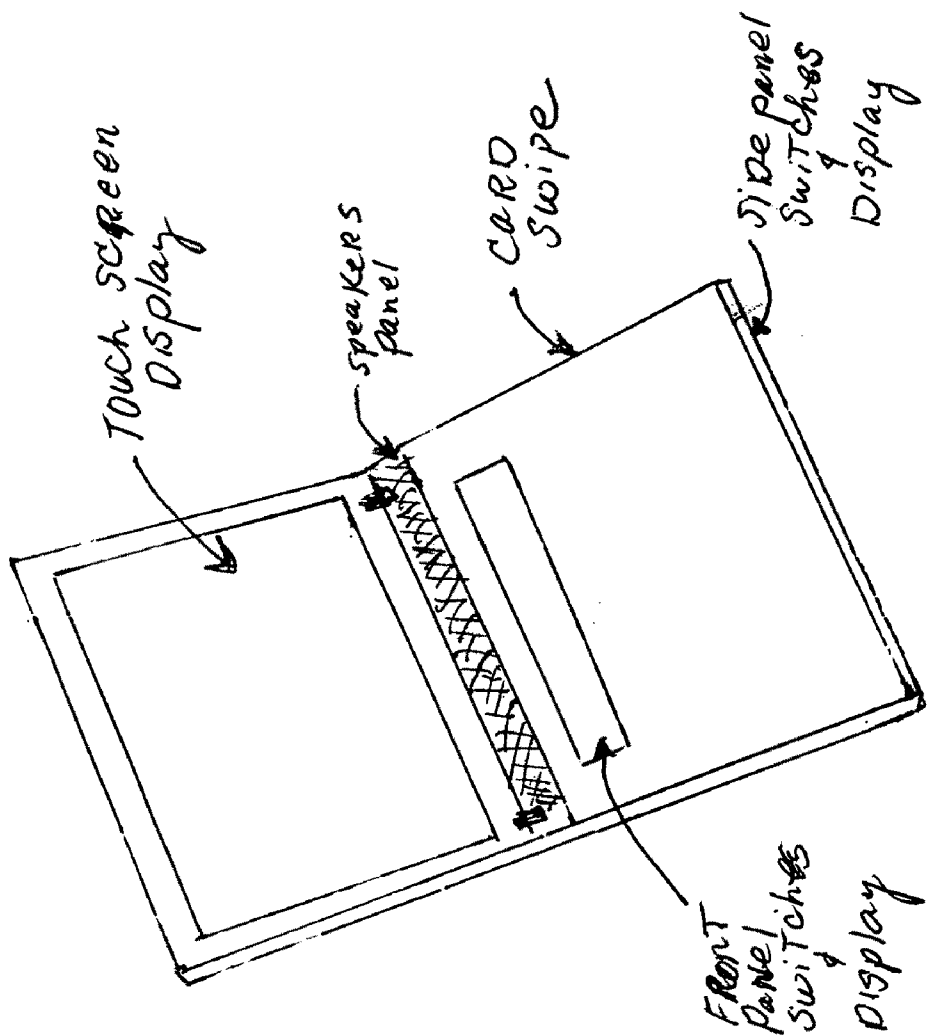 TOUCH SCREEN
DISPLAY
SPEAKERS
PANEL
CARD
SWIPE
SIDE PANEL
SWITCHES
&
DISPLAY
FRONT
PANEL
SWITCHES
&
DISPLAY